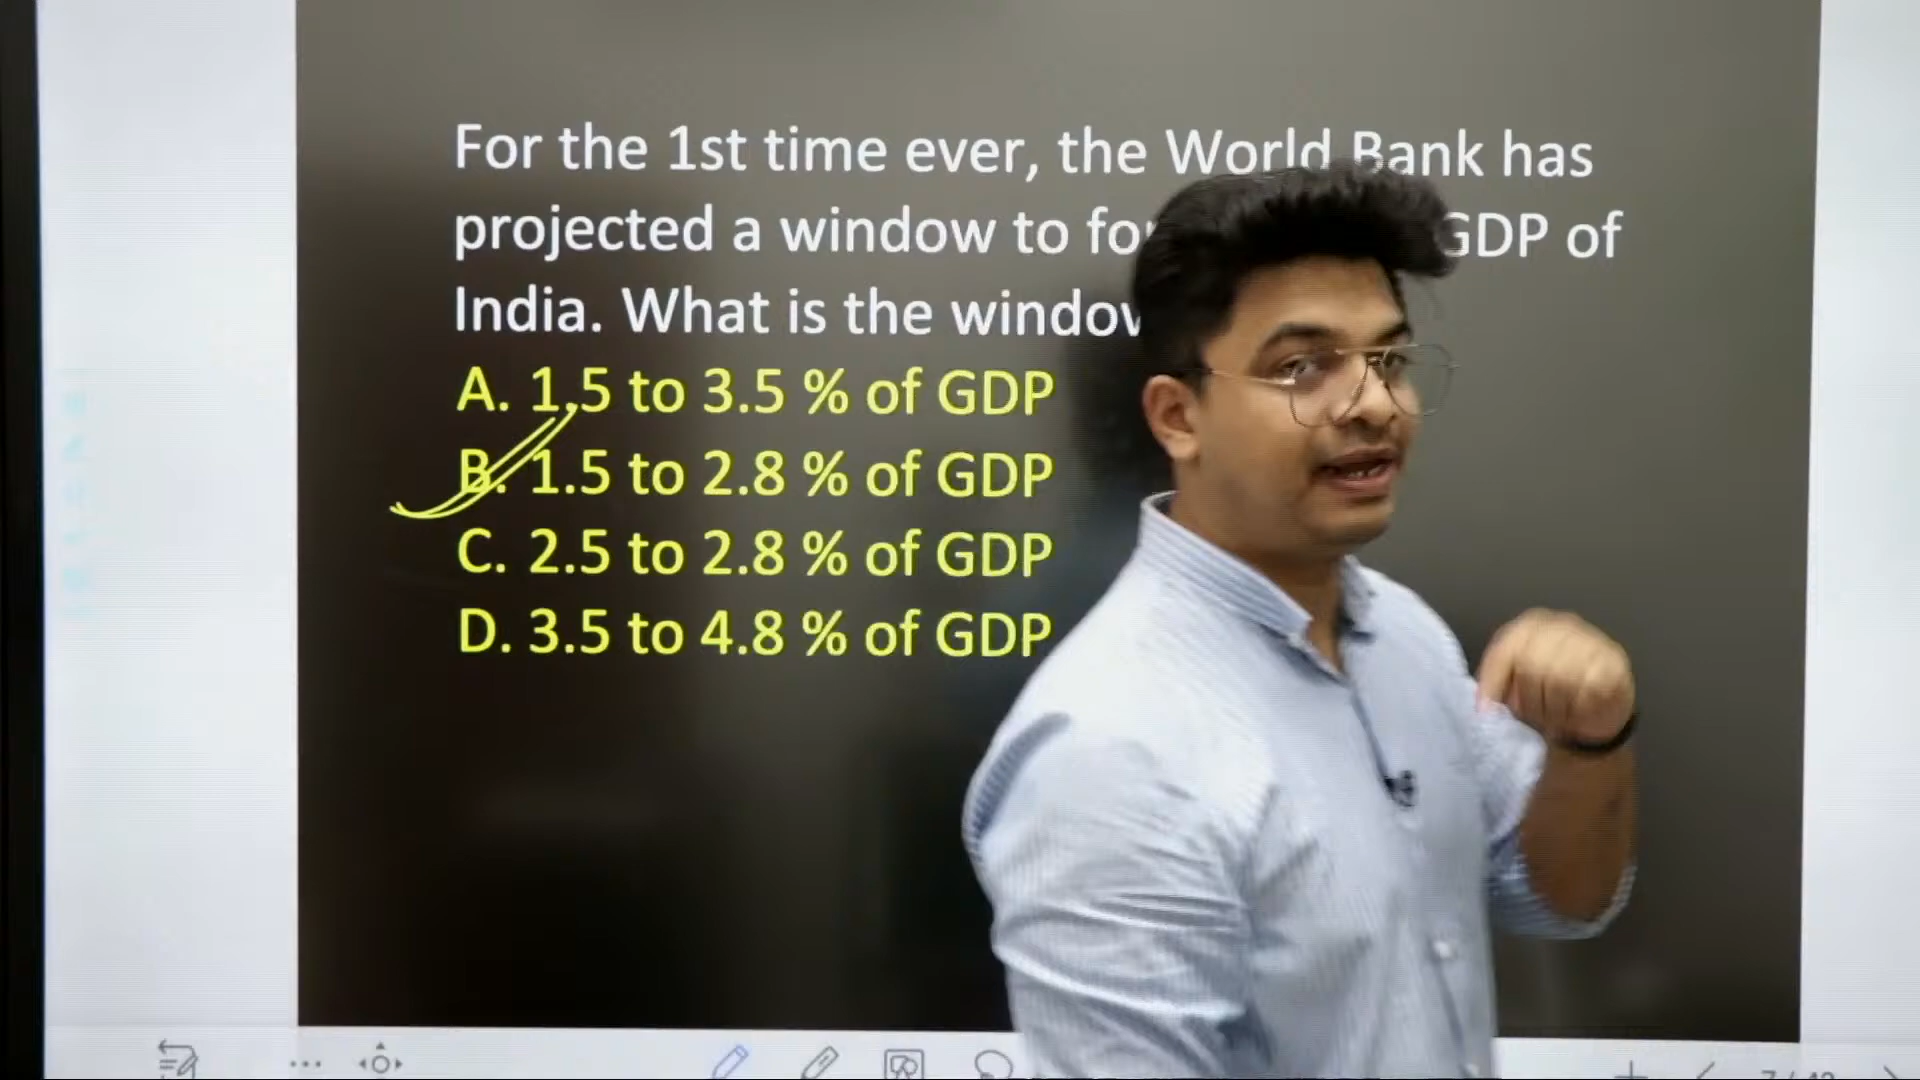 For the 1st time ever, the World Bank has
projected a window to GDP of
India. What is the
A. 1.5 to 3.5 % of GDP
B. 1.5 to 2.8 % of GDP
C. 2.5 to 2.8 % of GDP
D. 3.5 to 4.8 % of GDP